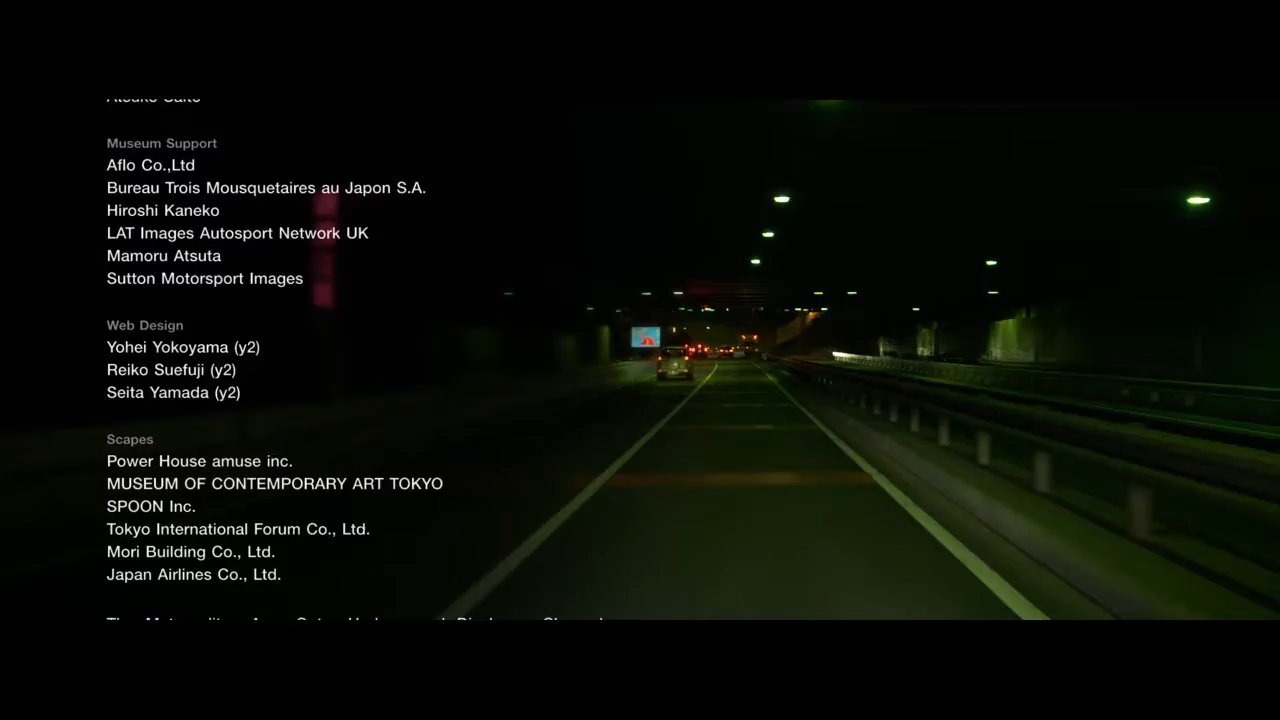 Museum Support
Aflo Co.,Ltd
Bureau Trois Mousquetaires au Japon S.A.
Hiroshi Kaneko
LAT Images Autosport Network UK
Mamoru Atsuta
Sutton Motorsport Images
Web Design
Yohei Yokoyama (y2)
Reiko Suefuji (y2)
Seita Yamada (y2)
Scapes
Power House amuse inc.
MUSEUM OF CONTEMPORARY ART TOKYO
SPOON Inc.
Tokyo International Forum Co., Ltd.
Mori Building Co., Ltd.
Japan Airlines Co., Ltd.